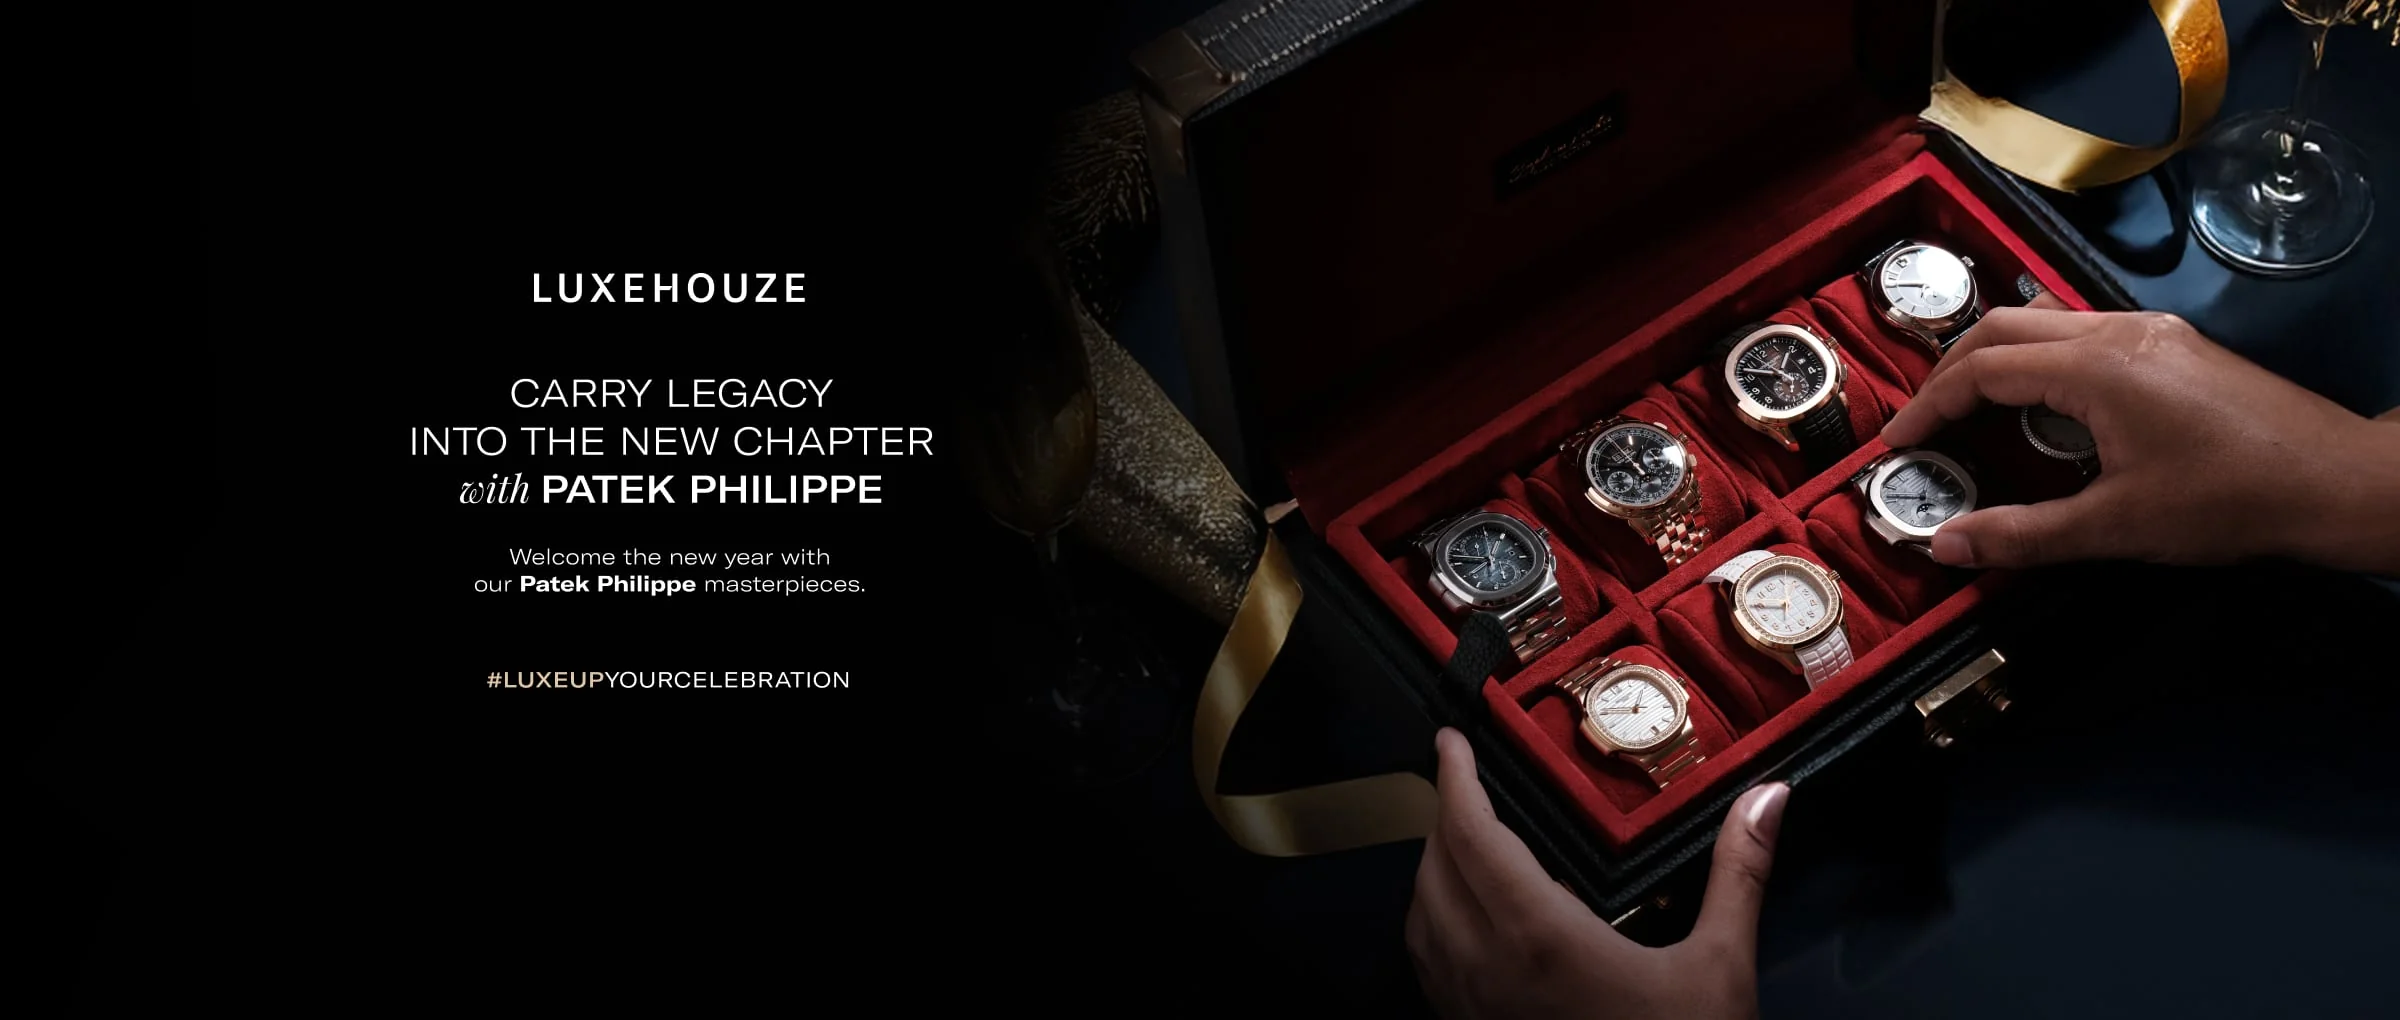 LUXEHOUZE
CARRY LEGACY
INTO THE NEW CHAPTER
with PATEK PHILIPPE
Welcome the new year with
our Patek Philippe masterpieces.
#LUXEUPYOURCELEBRATION